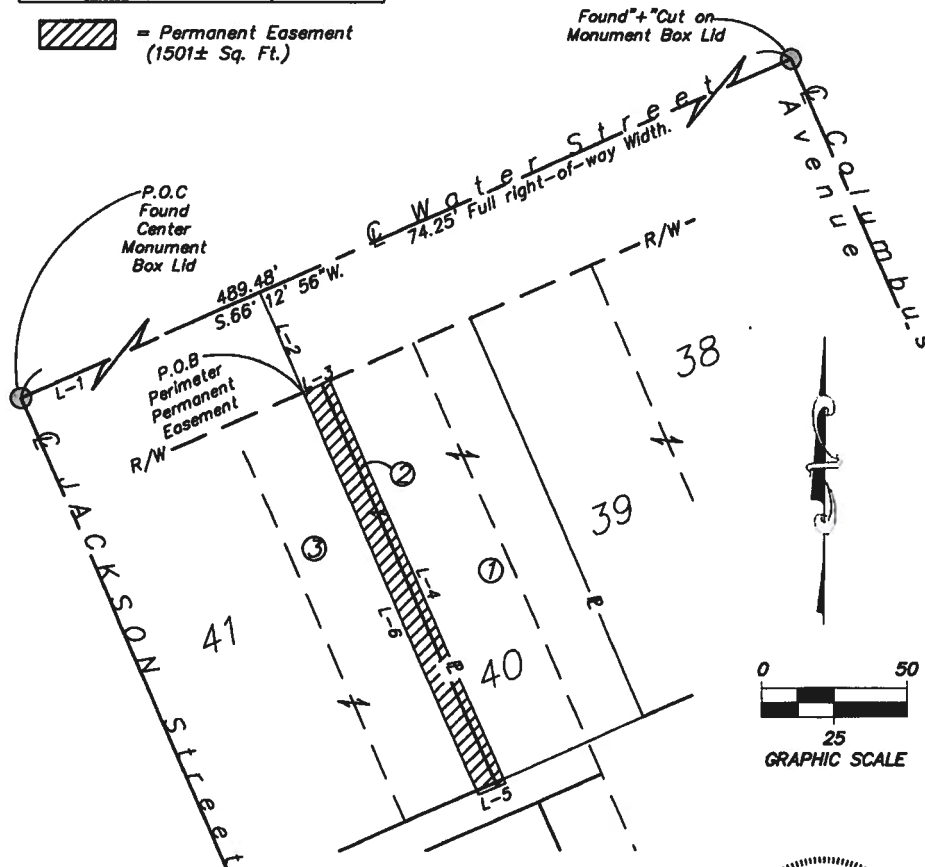 = Permanent Easement
(1501± Sq. Ft.)
Found"+"Cut on
Monument Box Lid
P.O.C
Found
Center
Monument
Box Lid
℄ Water Street
74.25' Full right-of-way Width.
℄ Columbus
Avenue
489.48'
S.66° 12' 56"W.
R/W
L-1
L-2
L-3
P.O.B
Perimeter
Permanent
Easement
R/W
℄ JACKSON Street
38
39
40
41
1
2
3
L-4
L-6
L-5
0 50
25
GRAPHIC SCALE